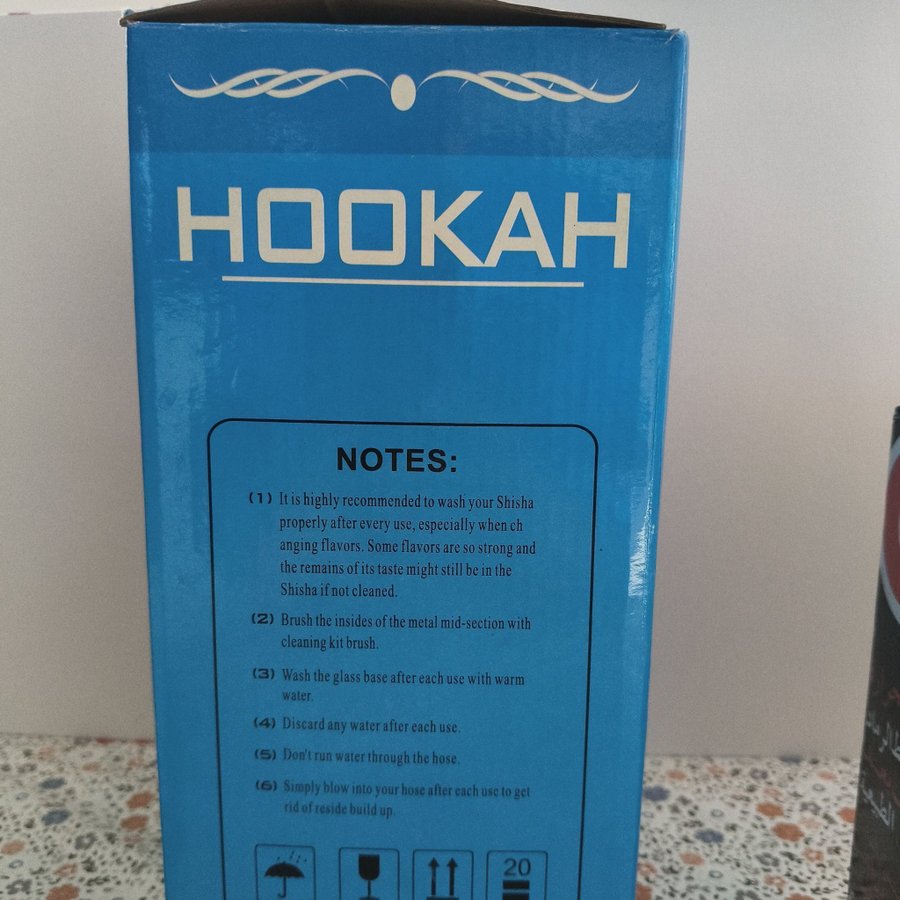 HOOKAH
NOTES:
(1) It is highly recommended to wash your Shisha
properly after every use, especially when ch
anging flavors. Some flavors are so strong and
the remains of its taste might still be in the
Shisha if not cleaned.
(2) Brush the insides of the metal mid-section with
cleaning kit brush.
(3) Wash the glass base after each use with warm
water.
(4) Discard any water after each use.
(5) Don't run water through the hose.
(6) Simply blow into your hose after each use to get
rid of reside build up.
20